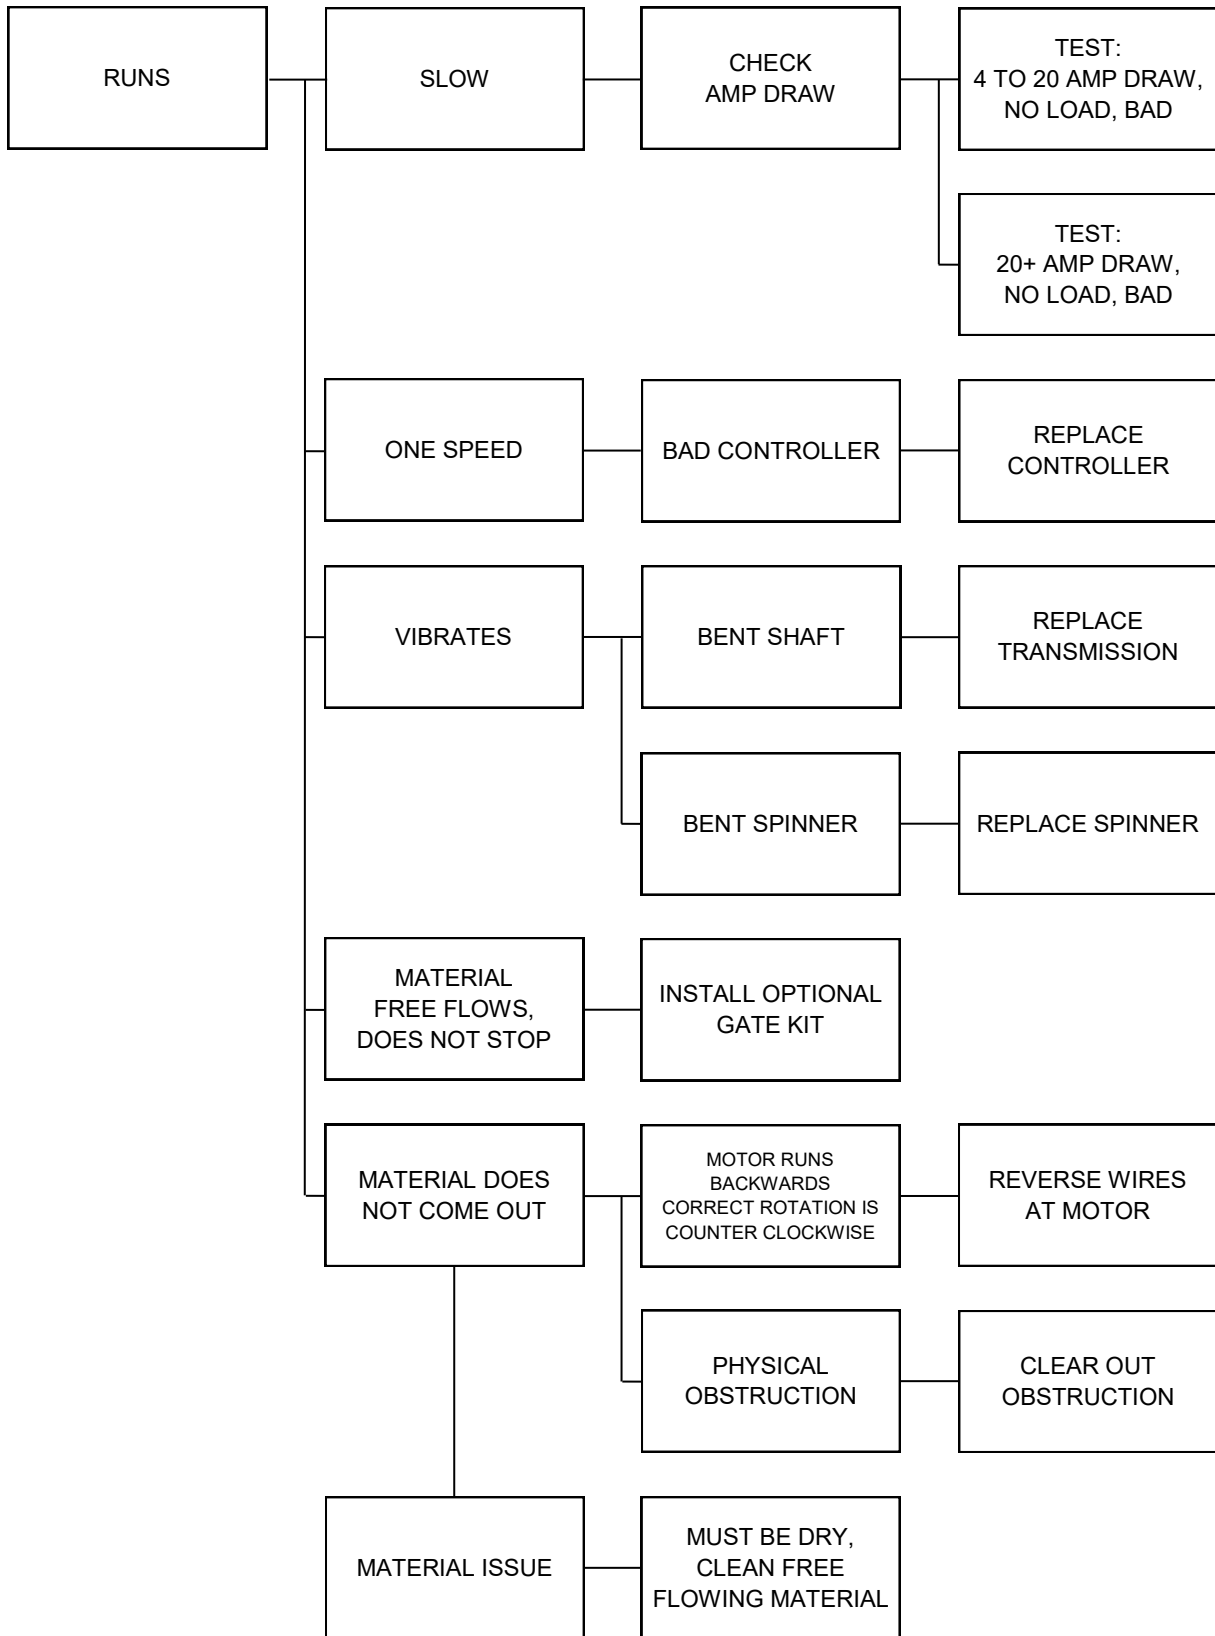 RUNS
SLOW
CHECK
AMP DRAW
TEST:
4 TO 20 AMP DRAW,
NO LOAD, BAD
TEST:
20+ AMP DRAW,
NO LOAD, BAD
ONE SPEED
BAD CONTROLLER
REPLACE
CONTROLLER
VIBRATES
BENT SHAFT
REPLACE
TRANSMISSION
BENT SPINNER
REPLACE SPINNER
MATERIAL
FREE FLOWS,
DOES NOT STOP
INSTALL OPTIONAL
GATE KIT
MATERIAL DOES
NOT COME OUT
MOTOR RUNS
BACKWARDS
CORRECT ROTATION IS
COUNTER CLOCKWISE
REVERSE WIRES
AT MOTOR
PHYSICAL
OBSTRUCTION
CLEAR OUT
OBSTRUCTION
MATERIAL ISSUE
MUST BE DRY,
CLEAN FREE
FLOWING MATERIAL